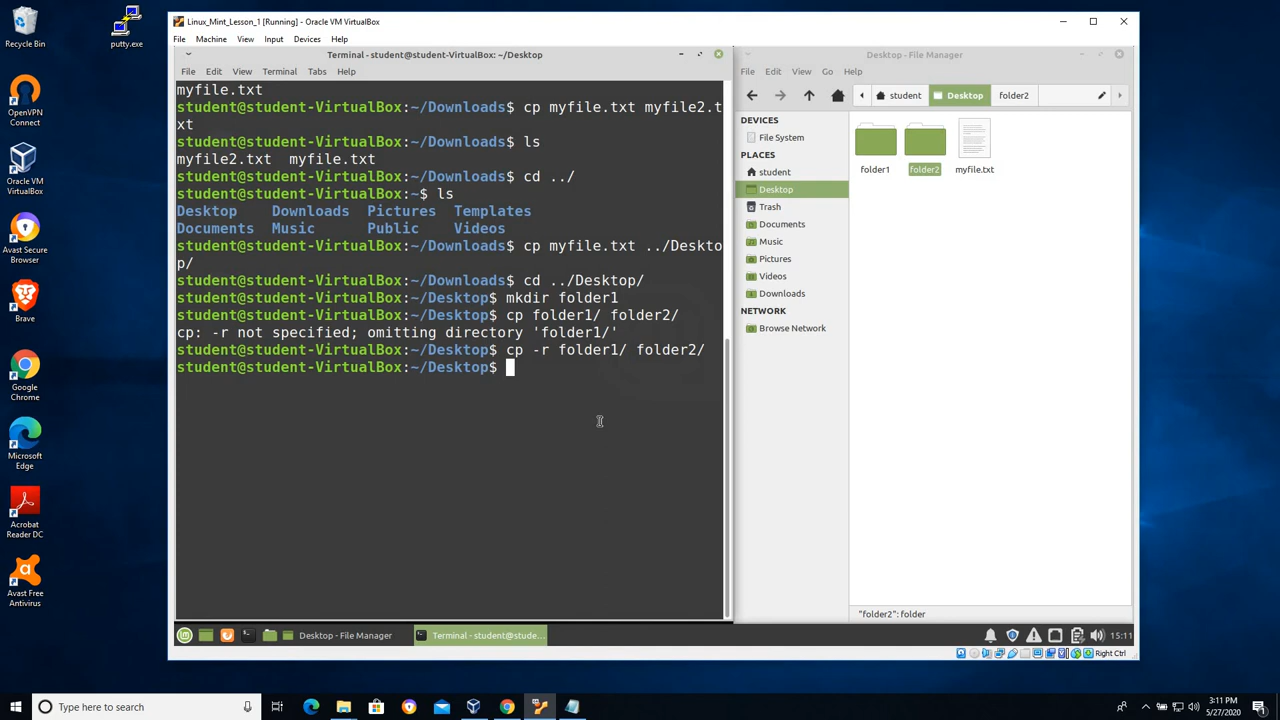 Recycle Bin
putty.exe
OpenVPN
Connect
Oracle VM
VirtualBox
Avast Secure
Browser
Brave
Google
Chrome
Microsoft
Edge
Acrobat
Reader DC
Avast Free
Antivirus
Linux_Mint_Lesson_1 [Running] - Oracle VM VirtualBox
File Machine View Input Devices Help
Terminal - student@student-VirtualBox: ~/Desktop
File Edit View Terminal Tabs Help
myfile.txt
student@student-VirtualBox:~/Downloads$ cp myfile.txt myfile2.t
xt
student@student-VirtualBox:~/Downloads$ ls
myfile2.txt  myfile.txt
student@student-VirtualBox:~/Downloads$ cd ../
student@student-VirtualBox:~$ ls
Desktop    Downloads  Pictures  Templates
Documents  Music      Public    Videos
student@student-VirtualBox:~/Downloads$ cp myfile.txt ../Deskto
p/
student@student-VirtualBox:~/Downloads$ cd ../Desktop/
student@student-VirtualBox:~/Desktop$ mkdir folder1
student@student-VirtualBox:~/Desktop$ cp folder1/ folder2/
cp: -r not specified; omitting directory 'folder1/'
student@student-VirtualBox:~/Desktop$ cp -r folder1/ folder2/
student@student-VirtualBox:~/Desktop$
Desktop - File Manager
File Edit View Go Help
student Desktop folder2
DEVICES
File System
PLACES
student
Desktop
Trash
Documents
Music
Pictures
Videos
Downloads
NETWORK
Browse Network
folder1 folder2 myfile.txt
"folder2": folder
Desktop - File Manager
Terminal - student@stude...
15:11
Right Ctrl
Type here to search
3:11 PM
5/27/2020
1